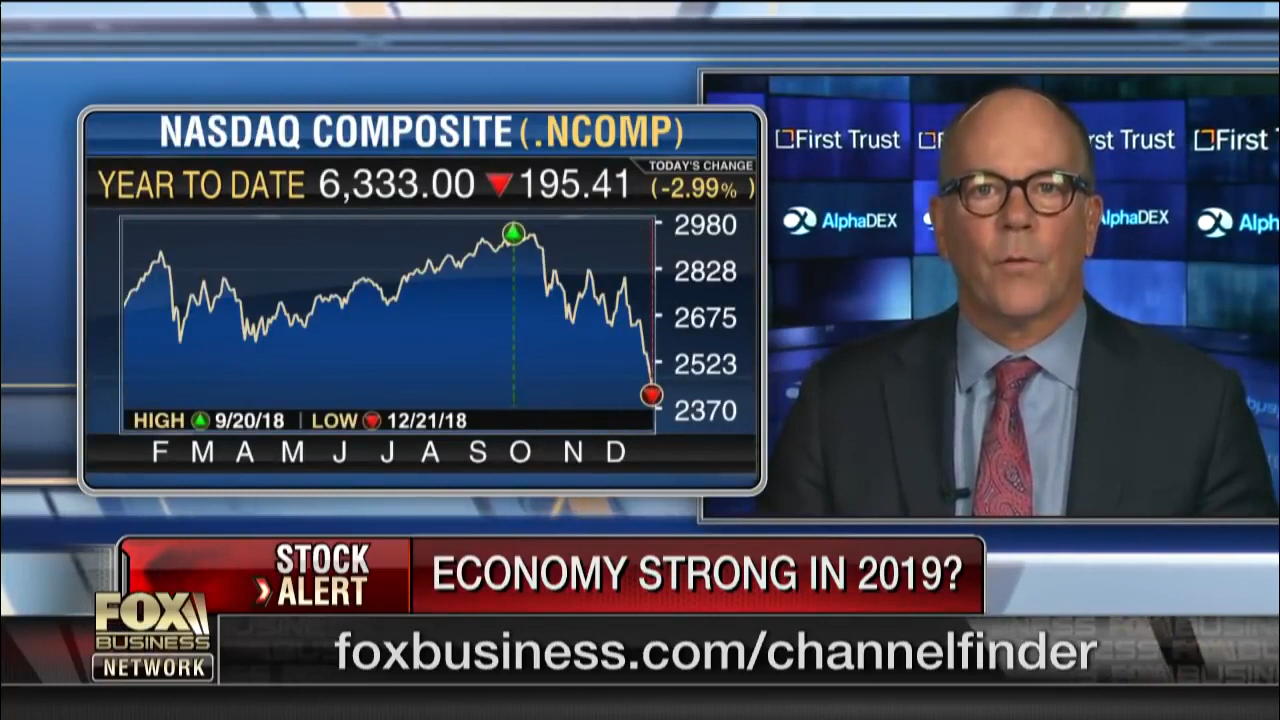 NASDAQ COMPOSITE (.NCOMP)
TODAY'S CHANGE
YEAR TO DATE 6,333.00 ▼ 195.41 (-2.99%)
2980
2828
2675
2523
2370
HIGH 9/20/18 | LOW 12/21/18
F M A M J J A S O N D
First Trust
rst Trust
First T
AlphaDEX
AlphaDEX
Alph
STOCK
ALERT
ECONOMY STRONG IN 2019?
FOX
BUSINESS
NETWORK
foxbusiness.com/channelfinder